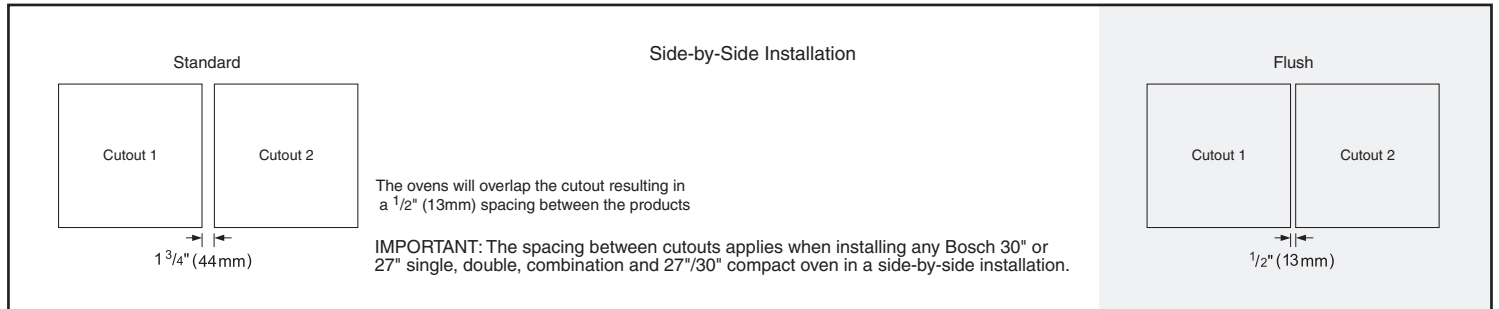 Side-by-Side Installation
Standard
Cutout 1
Cutout 2
1 3/4" (44mm)
The ovens will overlap the cutout resulting in
a 1/2" (13mm) spacing between the products
IMPORTANT: The spacing between cutouts applies when installing any Bosch 30" or
27" single, double, combination and 27"/30" compact oven in a side-by-side installation.
Flush
Cutout 1
Cutout 2
1/2" (13mm)